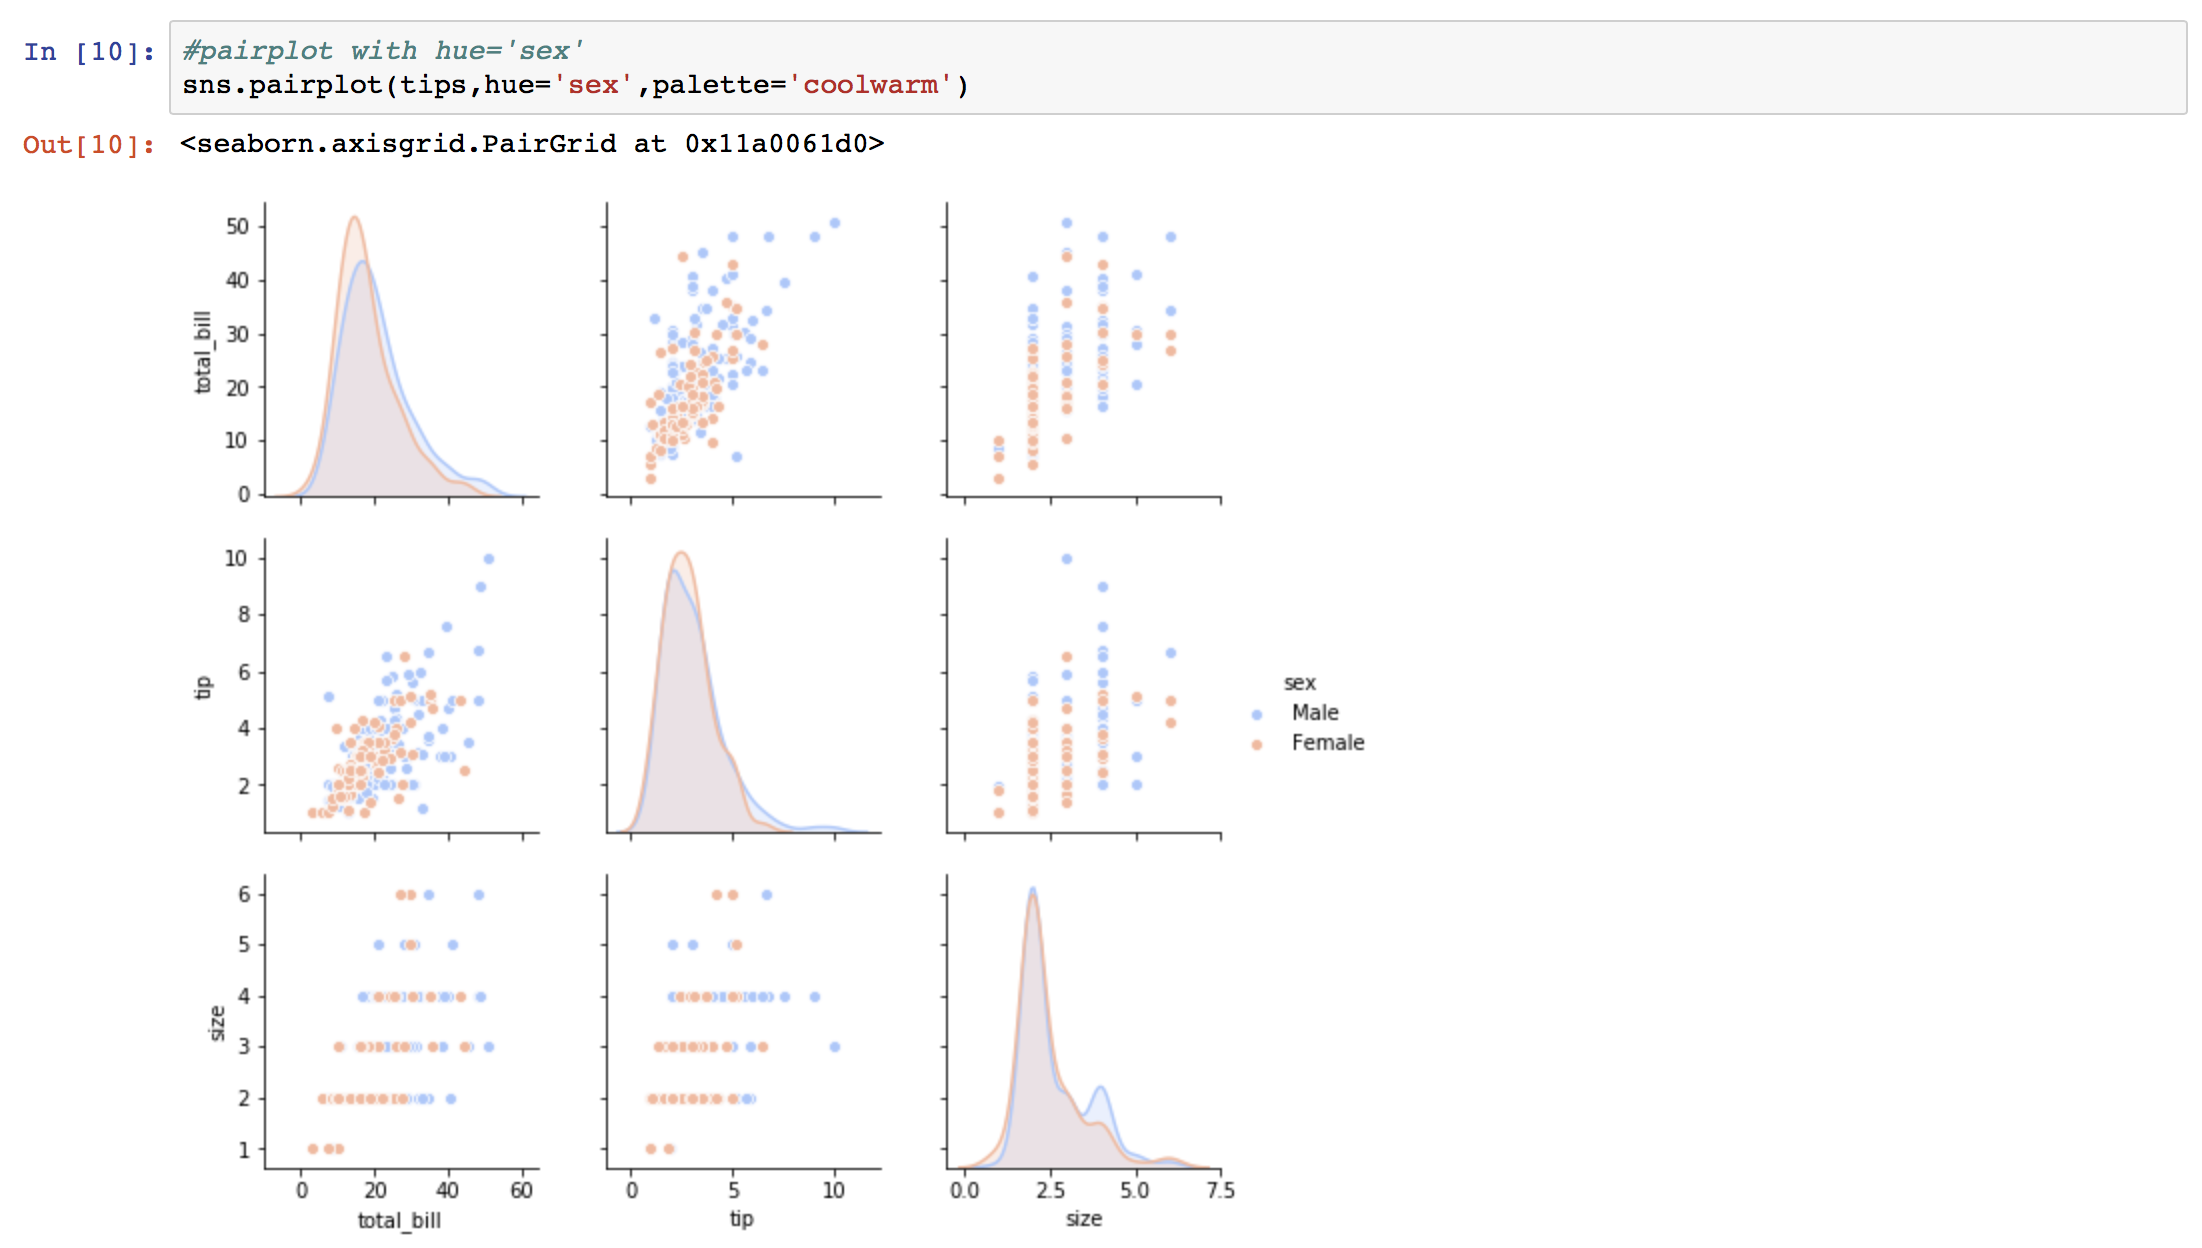 In [10]:
#pairplot with hue='sex'
sns.pairplot(tips,hue='sex',palette='coolwarm')
Out[10]:
<seaborn.axisgrid.PairGrid at 0x11a0061d0>
50
40
30
20
10
0
total_bill
10
8
6
4
2
tip
sex
Male
Female
6
5
4
3
2
1
size
0 20 40 60
total_bill
0 5 10
tip
0.0 2.5 5.0 7.5
size